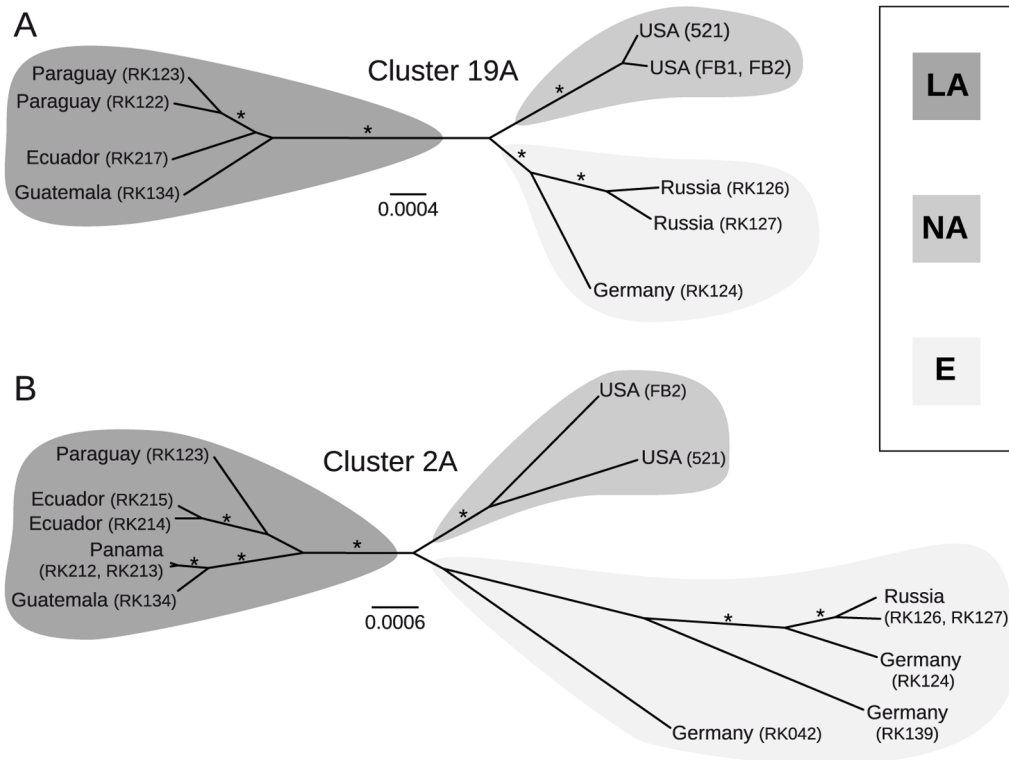 A
Cluster 19A
Paraguay (RK123)
Paraguay (RK122)
*
*
Ecuador (RK217)
Guatemala (RK134)
0.0004
USA (521)
USA (FB1, FB2)
*
*
*
Russia (RK126)
Russia (RK127)
Germany (RK124)
LA
NA
E
B
Cluster 2A
Paraguay (RK123)
Ecuador (RK215)
Ecuador (RK214)
*
Panama
(RK212, RK213)
*
*
*
Guatemala (RK134)
0.0006
USA (FB2)
USA (521)
*
Russia
(RK126, RK127)
*
*
Germany
(RK124)
Germany
(RK139)
Germany (RK042)